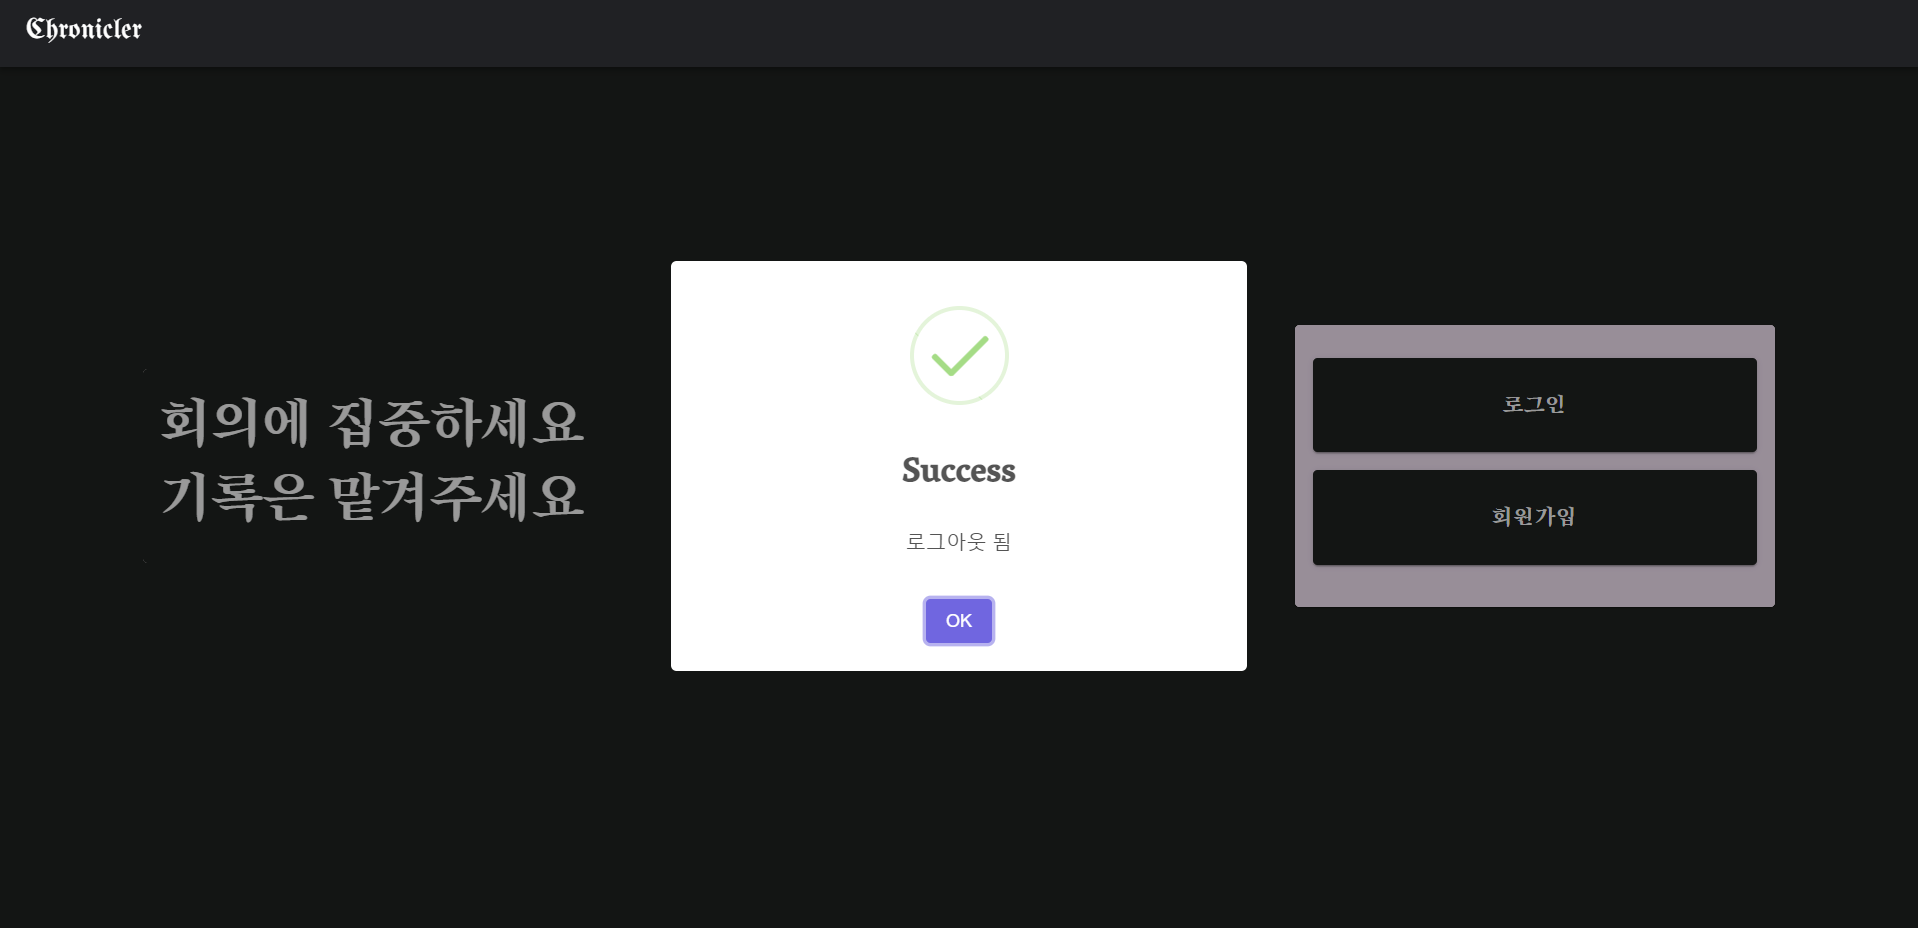 Chronicler
회의에 집중하세요
기록은 맡겨주세요
Success
로그아웃 됨
OK
로그인
회원가입